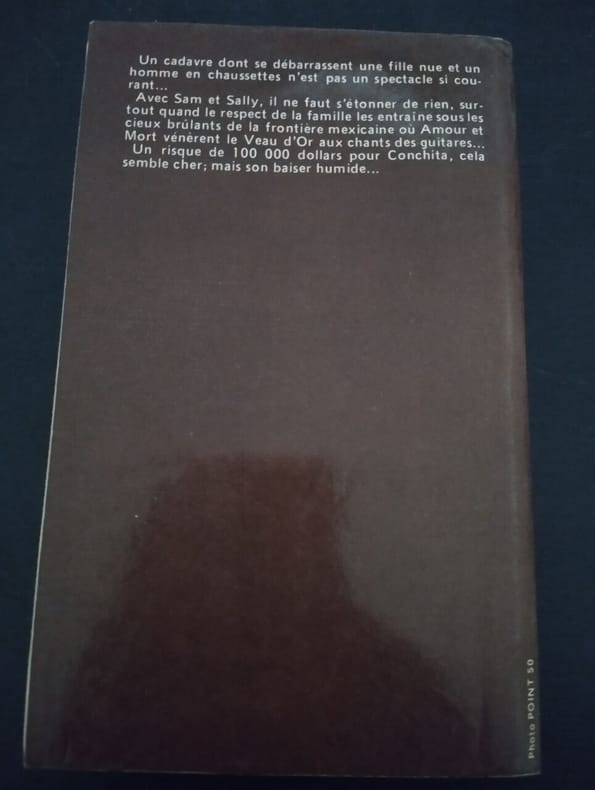 Un cadavre dont se débarrassent une fille nue et un
homme en chaussettes n'est pas un spectacle si cou-
rant...
Avec Sam et Sally, il ne faut s'étonner de rien, sur-
tout quand le respect de la famille les entraine sous les
cieux brûlants de la frontière mexicaine où Amour et
Mort vénèrent le Veau d'Or aux chants des guitares...
Un risque de 100 000 dollars pour Conchita, cela
semble cher; mais son baiser humide...
Photo POINT 50